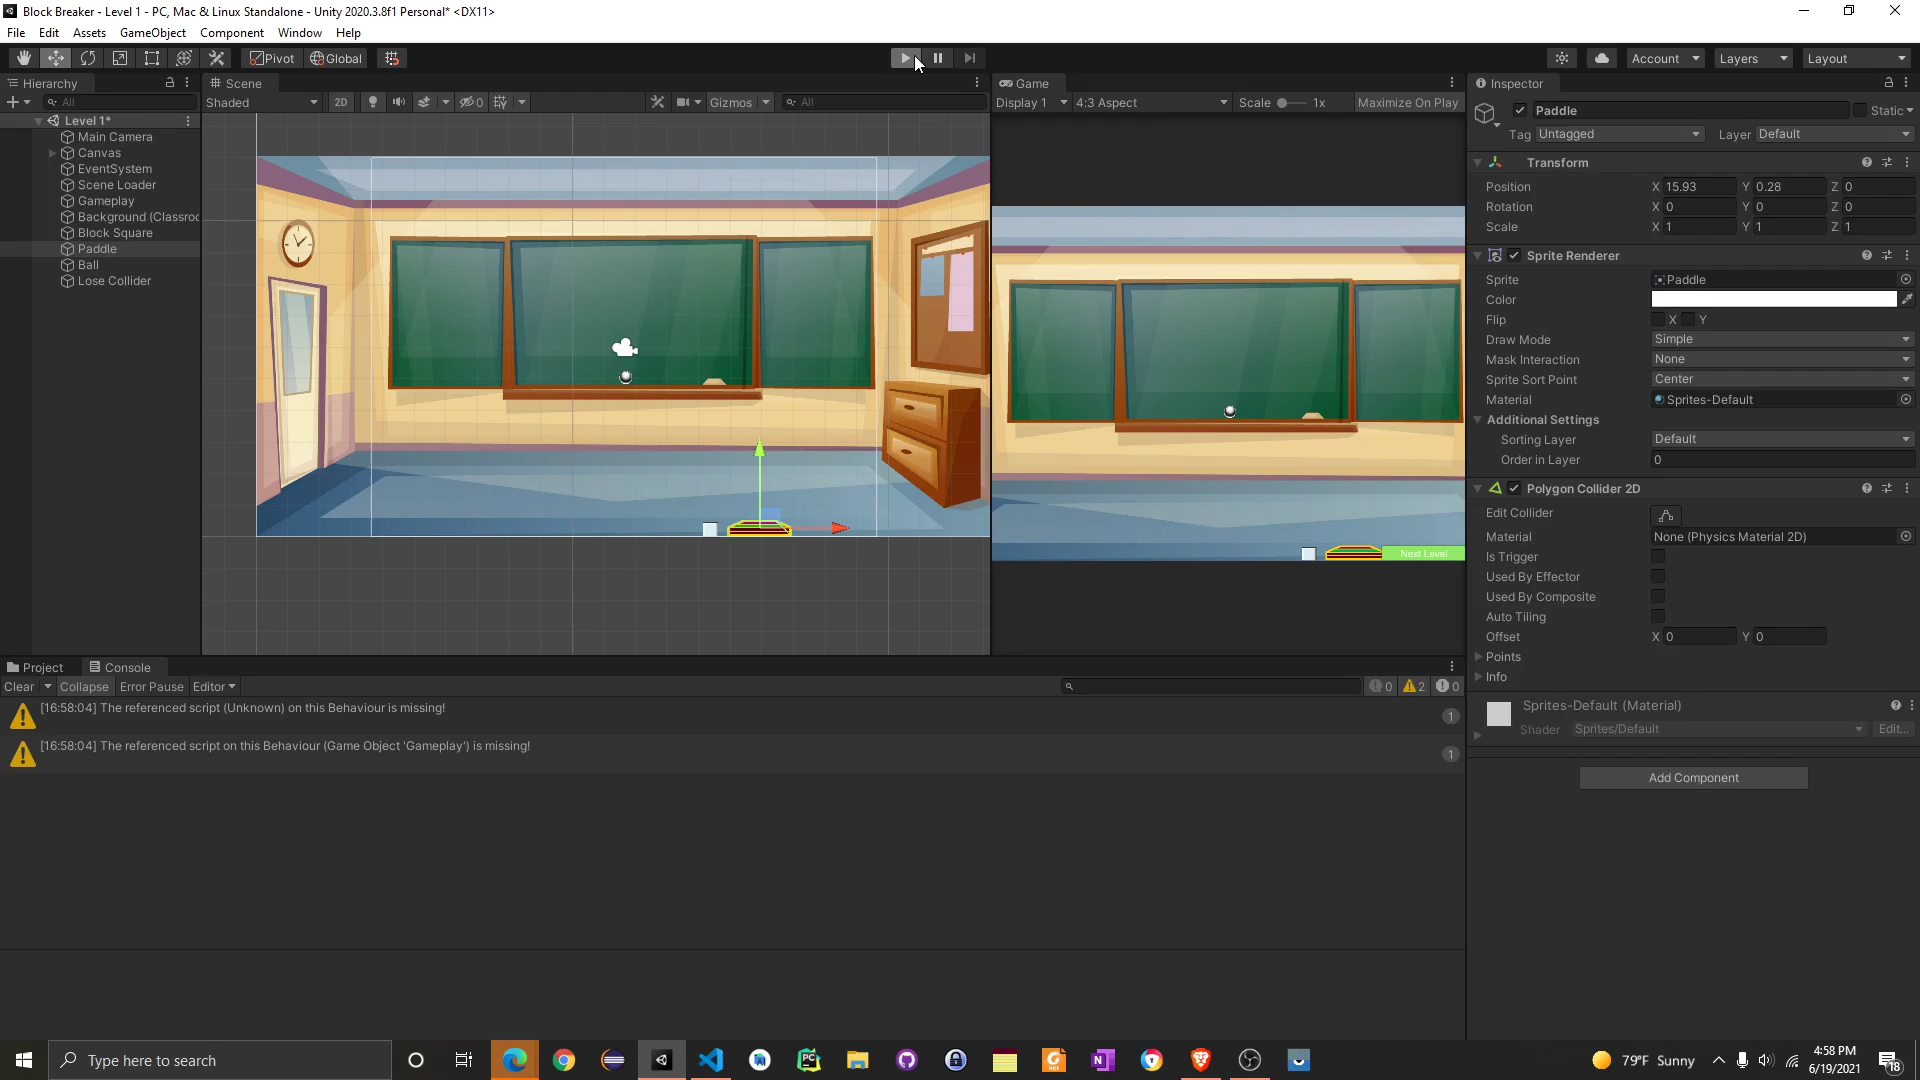 Block Breaker - Level 1 - PC, Mac & Linux Standalone - Unity 2020.3.8f1 Personal* <DX11>
File Edit Assets GameObject Component Window Help
Pivot Global Account Layers Layout
Hierarchy Scene Game Inspector
All Shaded 2D 0 Gizmos All Display 1 4:3 Aspect Scale 1x Maximize On Play
Level 1*
Main Camera
Canvas
EventSystem
Scene Loader
Gameplay
Background (Classroo
Block Square
Paddle
Ball
Lose Collider
Next Level
Paddle Static
Tag Untagged Layer Default
Transform
Position X 15.93 Y 0.28 Z 0
Rotation X 0 Y 0 Z 0
Scale X 1 Y 1 Z 1
Sprite Renderer
Sprite Paddle
Color
Flip X Y
Draw Mode Simple
Mask Interaction None
Sprite Sort Point Center
Material Sprites-Default
Additional Settings
Sorting Layer Default
Order in Layer 0
Polygon Collider 2D
Edit Collider
Material None (Physics Material 2D)
Is Trigger
Used By Effector
Used By Composite
Auto Tiling
Offset X 0 Y 0
Points
Info
Sprites-Default (Material)
Shader Sprites/Default Edit...
Add Component
Project Console
Clear Collapse Error Pause Editor 0 2 0
[16:58:04] The referenced script (Unknown) on this Behaviour is missing! 1
[16:58:04] The referenced script on this Behaviour (Game Object 'Gameplay') is missing! 1
Type here to search
79°F Sunny
4:58 PM
6/19/2021
18